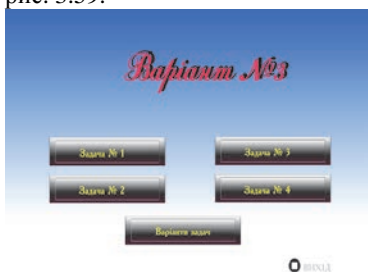 рис. 3.39.
Варіант №3
Задача № 1
Задача № 3
Задача № 2
Задача № 4
Варіанти задач
ВИХІД